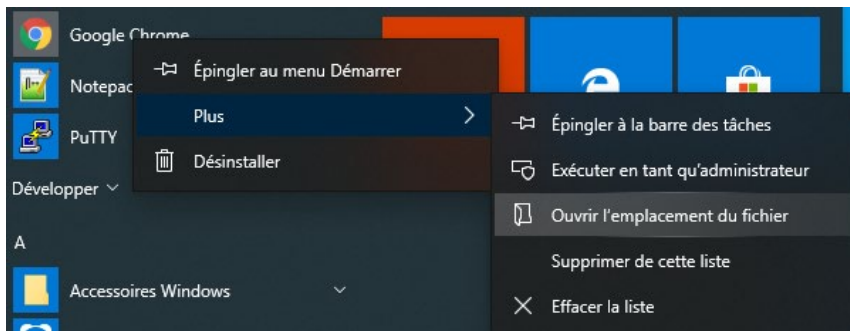 Google Chrome
Épingler au menu Démarrer
Plus
Désinstaller
PuTTY
Développer
A
Accessoires Windows
Épingler à la barre des tâches
Exécuter en tant qu'administrateur
Ouvrir l'emplacement du fichier
Supprimer de cette liste
Effacer la liste